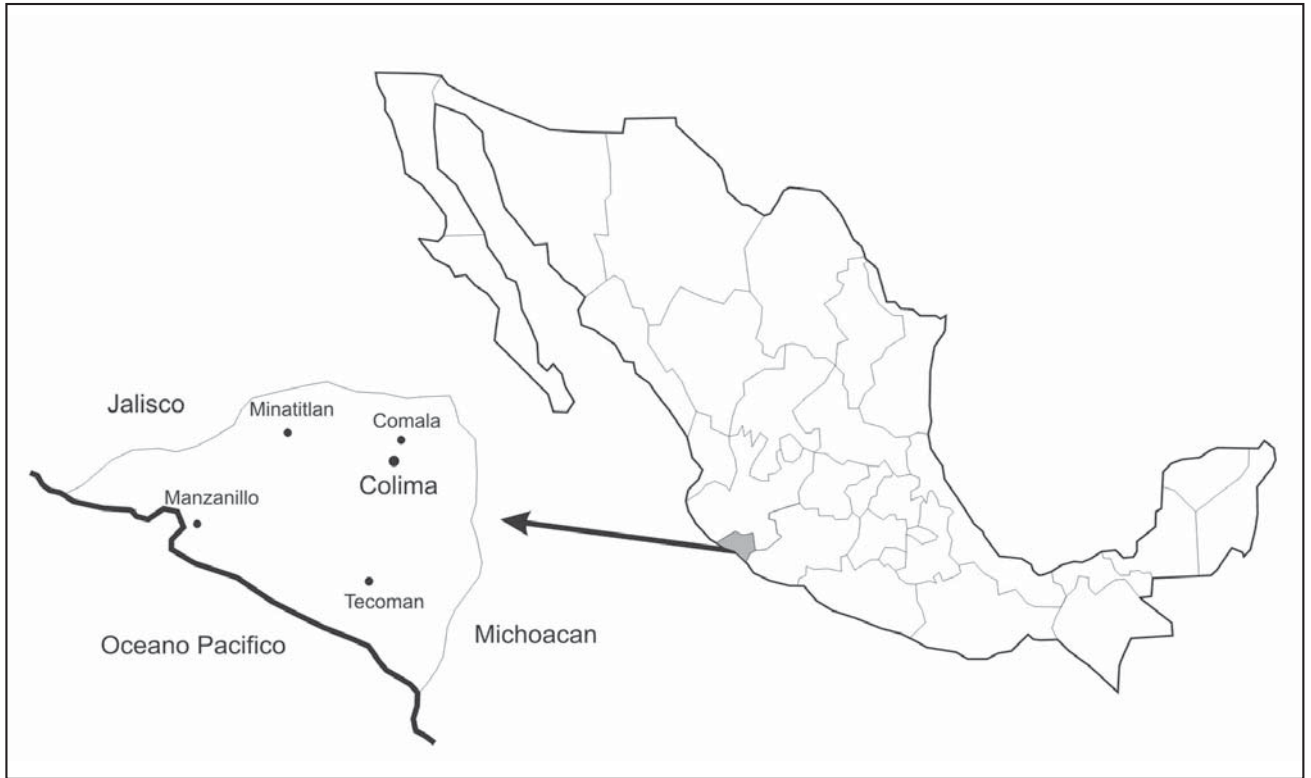 Jalisco
Minatitlan
Comala
Colima
Manzanillo
Tecoman
Oceano Pacifico
Michoacan